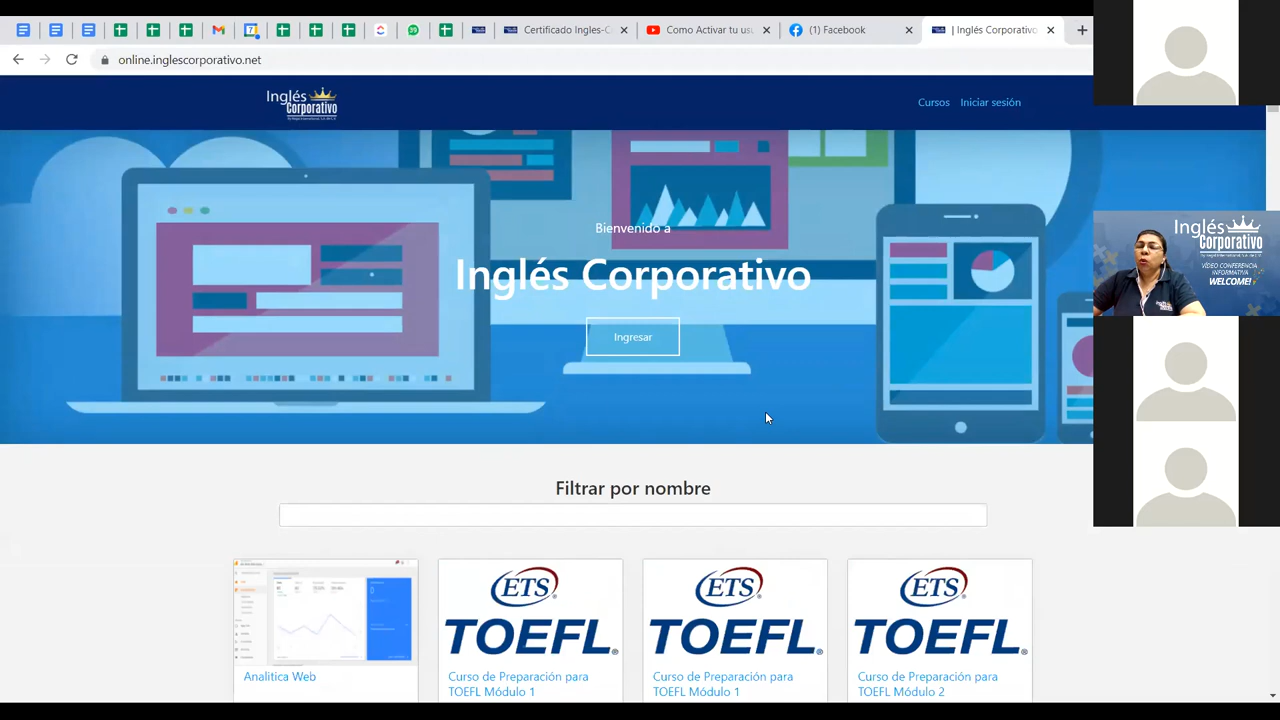 Certificado Ingles-C
Como Activar tu usu
(1) Facebook
| Inglés Corporativo
online.inglescorporativo.net
Inglés
Corporativo
Cursos
Iniciar sesión
Bienvenido a
Inglés Corporativo
Ingresar
Inglés
Corporativo
VÍDEO CONFERENCIA
INFORMATIVA
WELCOME!
Filtrar por nombre
ETS
TOEFL®
ETS
TOEFL®
ETS
TOEFL®
Analitica Web
Curso de Preparación para
TOEFL Módulo 1
Curso de Preparación para
TOEFL Módulo 1
Curso de Preparación para
TOEFL Módulo 2